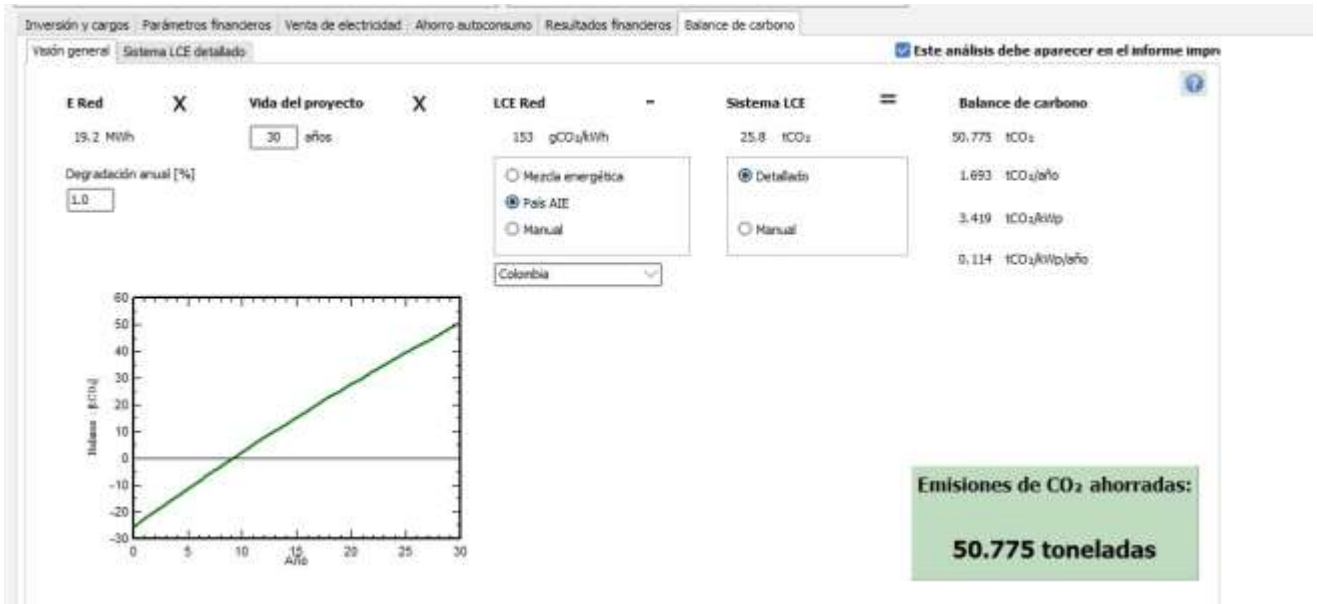 Inversión y cargos Parámetros financieros Venta de electricidad Ahorro autoconsumo Resultados financieros Balance de carbono
Visión general Sistema LCE detallado Este análisis debe aparecer en el informe impre
E Red X Vida del proyecto X LCE Red - Sistema LCE = Balance de carbono
19.2 MWh 30 años 153 gCO₂/kWh 25.8 tCO₂ 50.775 tCO₂
Degradación anual [%] Mezcla energética Detallado 1.693 tCO₂/año
1.0 País AIE
Manual Manual 3.419 tCO₂/kWp
0.114 tCO₂/kWp/año
Colombia
60
50
40
30
20
10
0
-10
-20
-30
Balance [tCO₂]
0 5 10 15 20 25 30
Año
Emisiones de CO₂ ahorradas:
50.775 toneladas